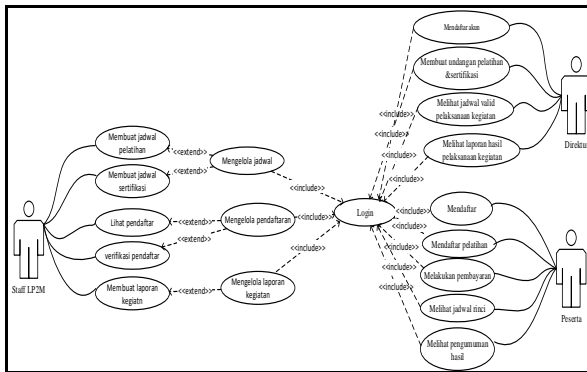 Mendaftar akun
Membuat undangan pelatihan
&sertifikasi
<<include>>
Melihat jadwal valid
pelaksanaan kegiatan
<<include>>
<<include>>
Melihat laporan hasil
pelaksanaan kegiatan
<<include>>
Direktu
Membuat jadwal
pelatihan
<<extend>>
Mengelola jadwal
<<extend>>
Membuat jadwal
sertifikasi
<<include>>
Lihat pendaftar
<<extend>>
Mengelola pendaftaran
<<include>>
Login
<<extend>>
verifikasi pendaftar
<<include>>
Staff LP2M
Membuat laporan
kegiatn
<<extend>>
Mengelola laporan
kegiatan
Mendaftar
<<include>>
Mendaftar pelatihan
<<include>>
Melakukan pembayaran
<<include>>
<<include>>
Melihat jadwal rinci
<<include>>
Melihat pengumuman
hasil
Peserta